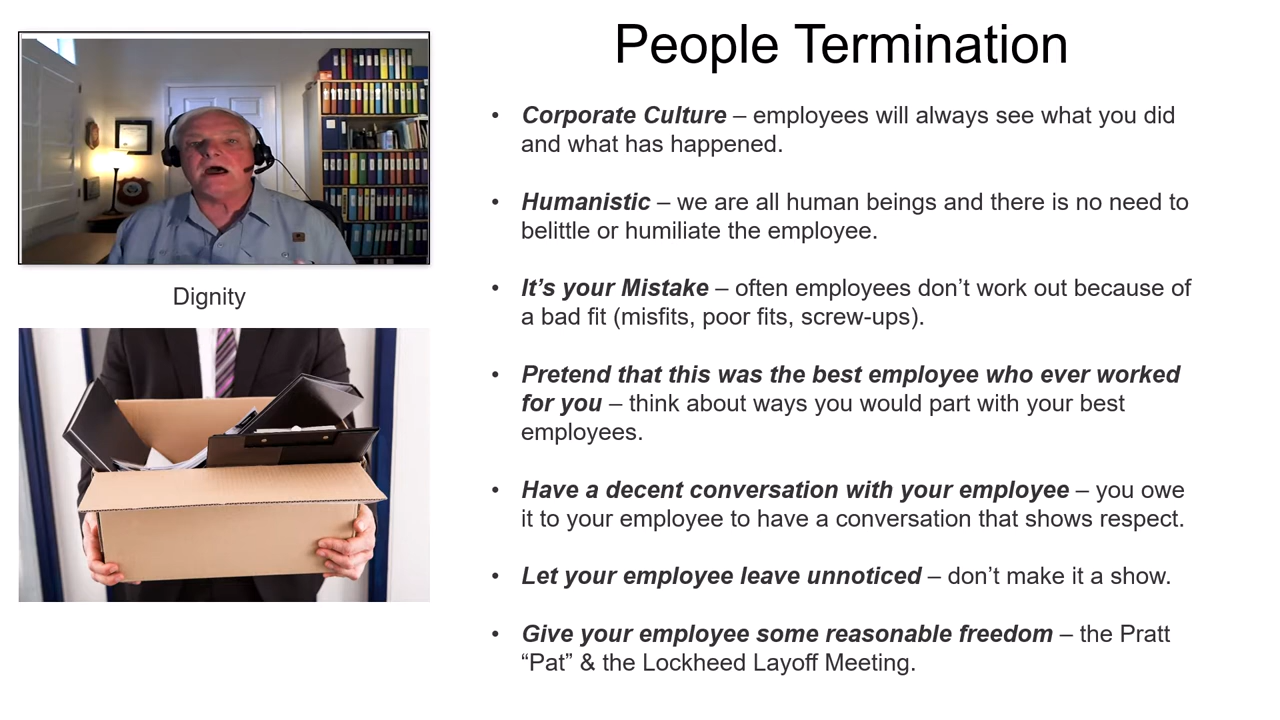 People Termination
• Corporate Culture – employees will always see what you did
and what has happened.
• Humanistic – we are all human beings and there is no need to
belittle or humiliate the employee.
• It’s your Mistake – often employees don’t work out because of
a bad fit (misfits, poor fits, screw-ups).
• Pretend that this was the best employee who ever worked
for you – think about ways you would part with your best
employees.
• Have a decent conversation with your employee – you owe
it to your employee to have a conversation that shows respect.
• Let your employee leave unnoticed – don’t make it a show.
• Give your employee some reasonable freedom – the Pratt
“Pat” & the Lockheed Layoff Meeting.
Dignity